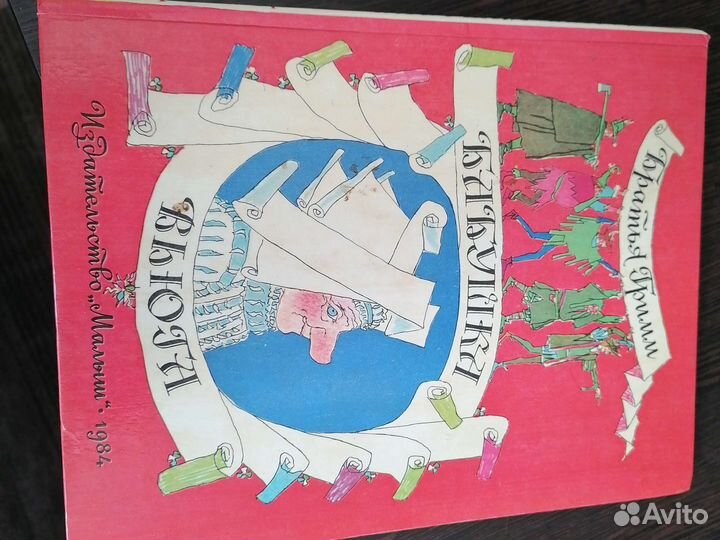 Братья Гримм
БАБУШКА
ВЬЮГА
Издательство „Малыш“ · 1984
Avito